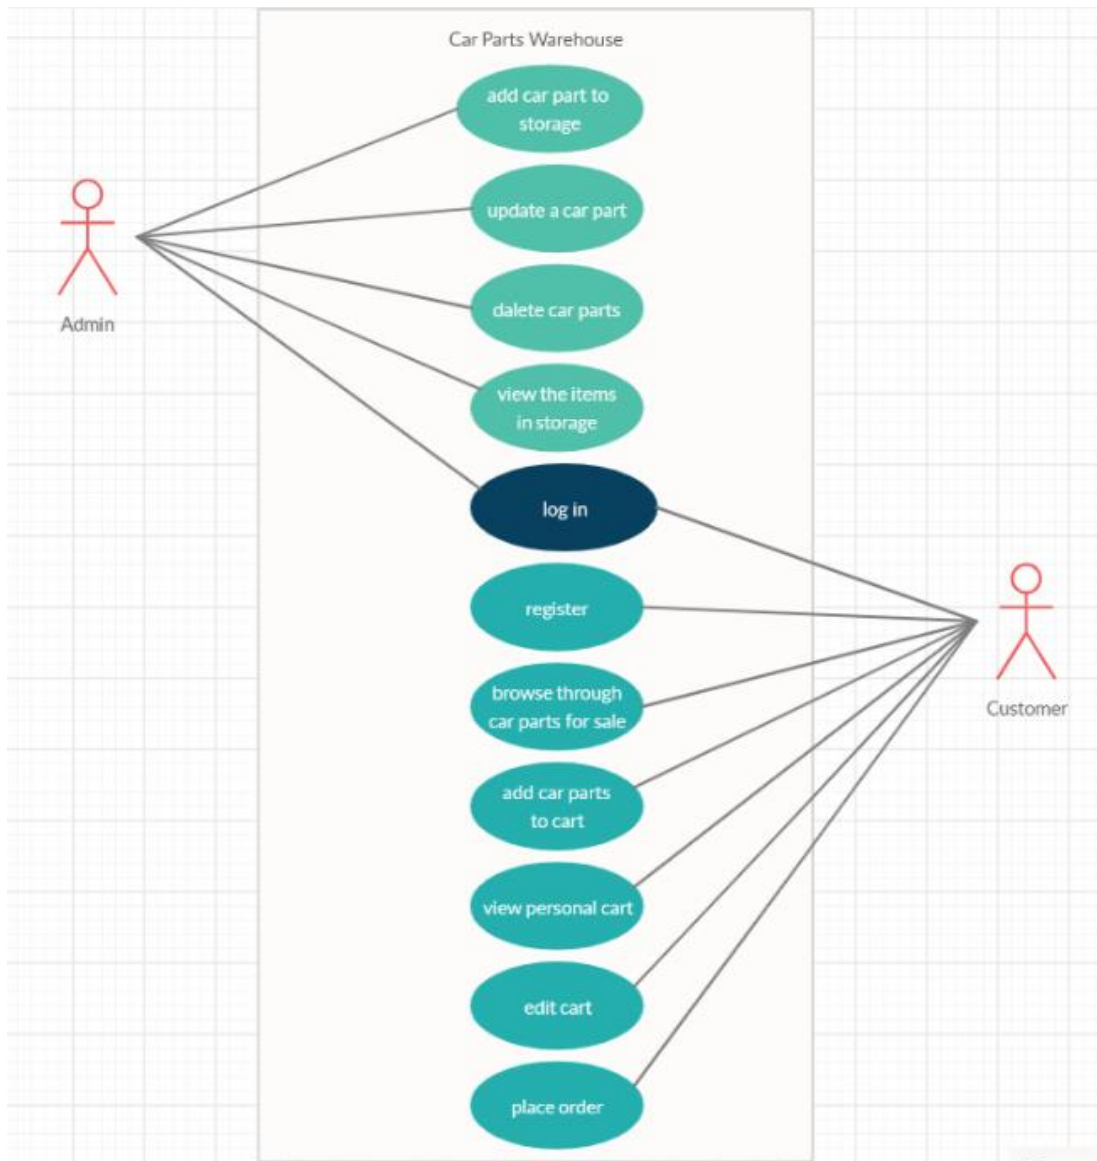 Car Parts Warehouse
add car part to
storage
update a car part
dalete car parts
view the items
in storage
log in
register
browse through
car parts for sale
add car parts
to cart
view personal cart
edit cart
place order
Admin
Customer